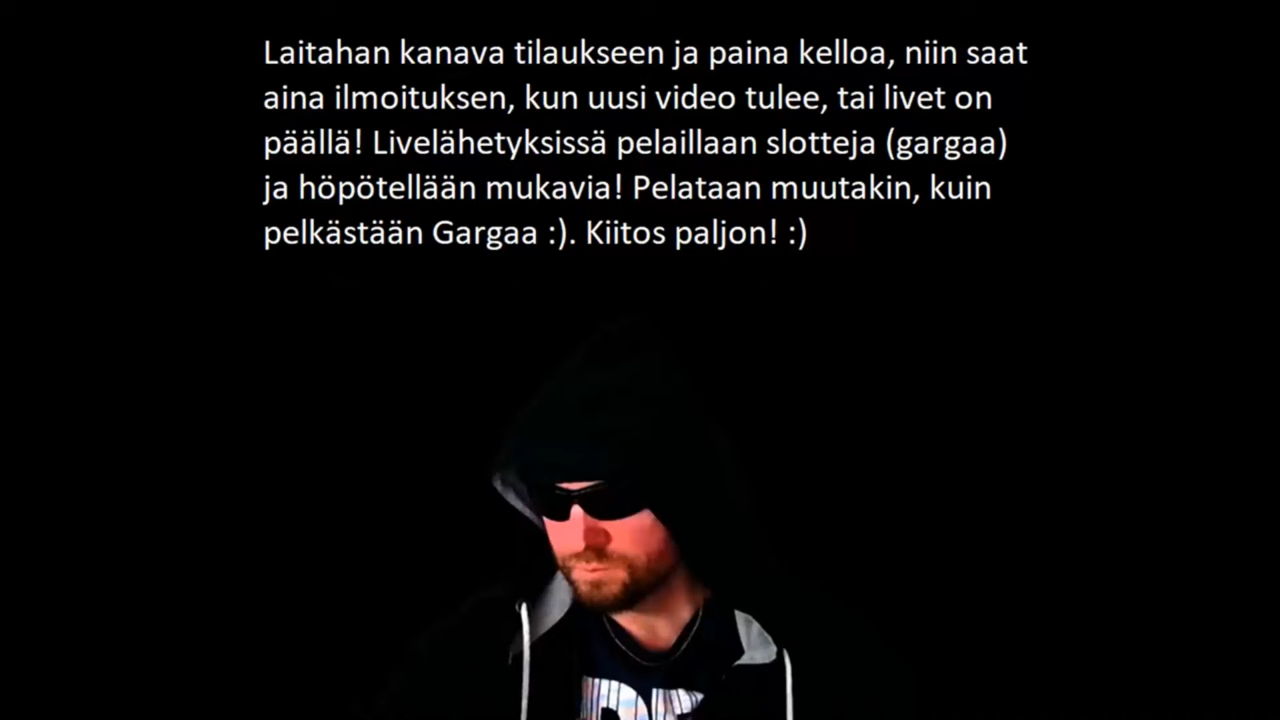 Laitahan kanava tilaukseen ja paina kelloa, niin saat
aina ilmoituksen, kun uusi video tulee, tai livet on
päällä! Livelähetyksissä pelaillaan slotteja (gargaa)
ja höpötellään mukavia! Pelataan muutakin, kuin
pelkästään Gargaa :). Kiitos paljon! :)